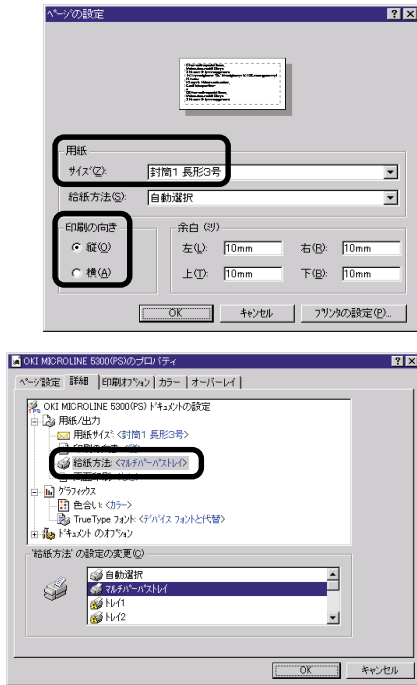 ページの設定
用紙
サイズ(Z):
封筒1 長形3号
給紙方法(S):
自動選択
印刷の向き
縦(O)
横(A)
余白 (ミリ)
左(L):
10mm
右(R):
10mm
上(T):
10mm
下(B):
10mm
OK
キャンセル
プリンタの設定(P)...
OKI MICROLINE 5300(PS)のプロパティ
ページ設定 詳細 印刷オプション カラー オーバーレイ
OKI MICROLINE 5300(PS) ドキュメントの設定
用紙/出力
用紙サイズ: <封筒1 長形3号>
給紙方法: <マルチパーパストレイ>
グラフィックス
色合い: <カラー>
TrueType フォント: <デバイス フォントと代替>
ドキュメント のオプション
'給紙方法' の設定の変更(C)
自動選択
マルチパーパストレイ
トレイ1
トレイ2
OK
キャンセル